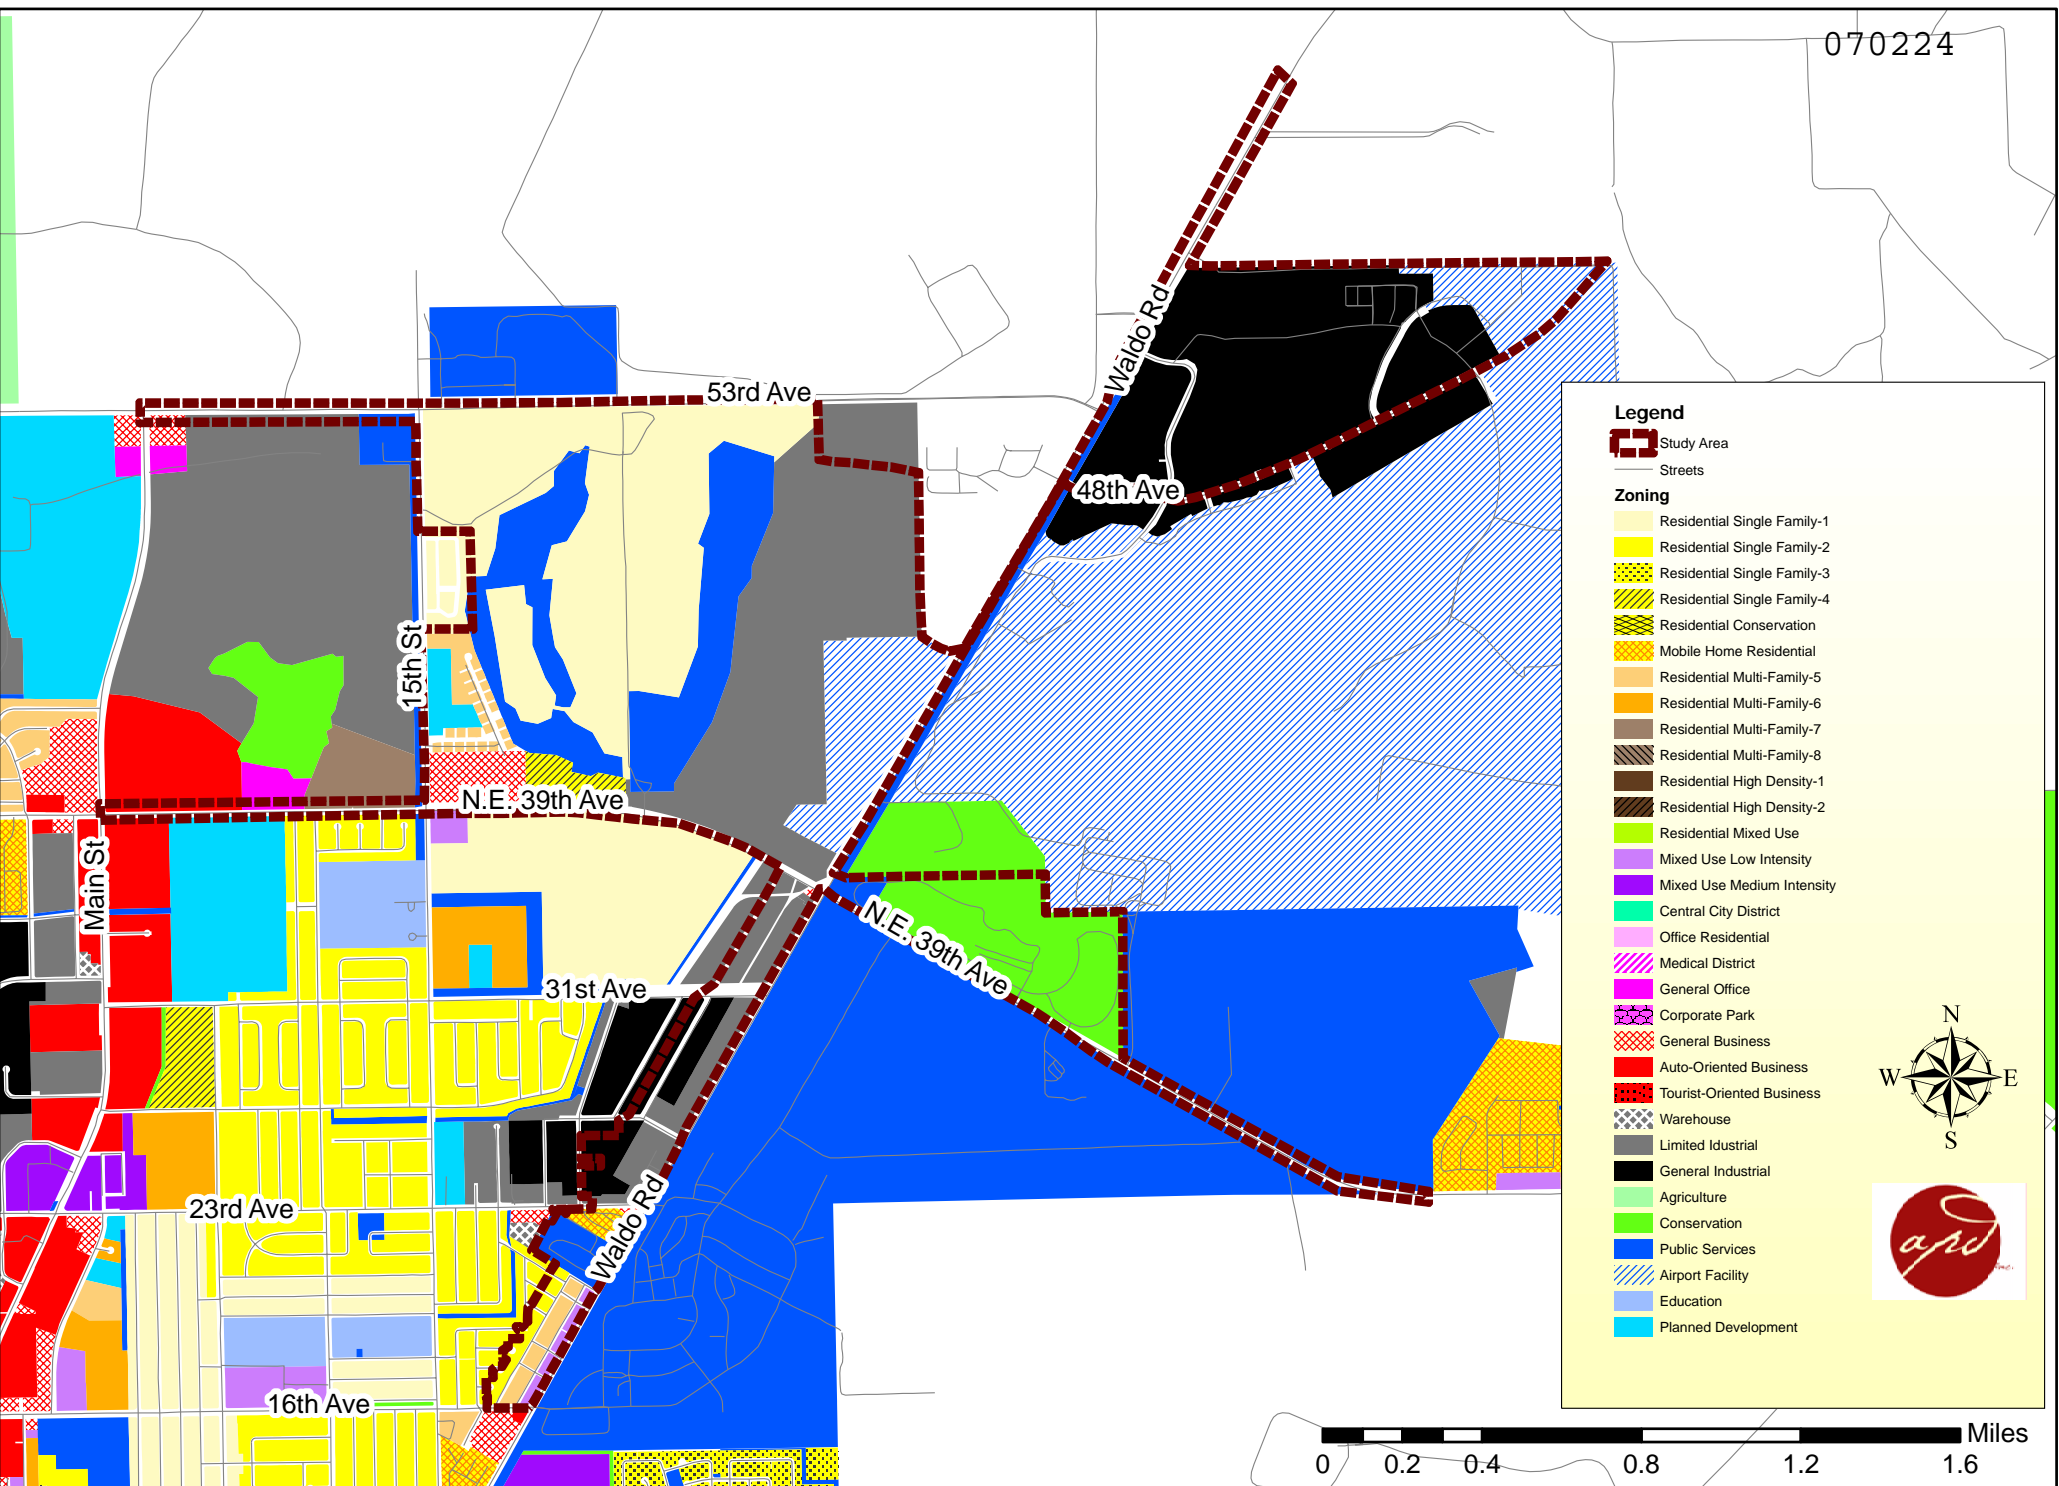 070224
53rd Ave
Waldo Rd
48th Ave
15th St
N.E. 39th Ave
Main St
N.E. 39th Ave
31st Ave
23rd Ave
Waldo Rd
16th Ave
Legend
Study Area
Streets
Zoning
Residential Single Family-1
Residential Single Family-2
Residential Single Family-3
Residential Single Family-4
Residential Conservation
Mobile Home Residential
Residential Multi-Family-5
Residential Multi-Family-6
Residential Multi-Family-7
Residential Multi-Family-8
Residential High Density-1
Residential High Density-2
Residential Mixed Use
Mixed Use Low Intensity
Mixed Use Medium Intensity
Central City District
Office Residential
Medical District
General Office
Corporate Park
General Business
Auto-Oriented Business
Tourist-Oriented Business
Warehouse
Limited Idustrial
General Industrial
Agriculture
Conservation
Public Services
Airport Facility
Education
Planned Development
N
W E
S
apd
inc.
Miles
0 0.2 0.4 0.8 1.2 1.6